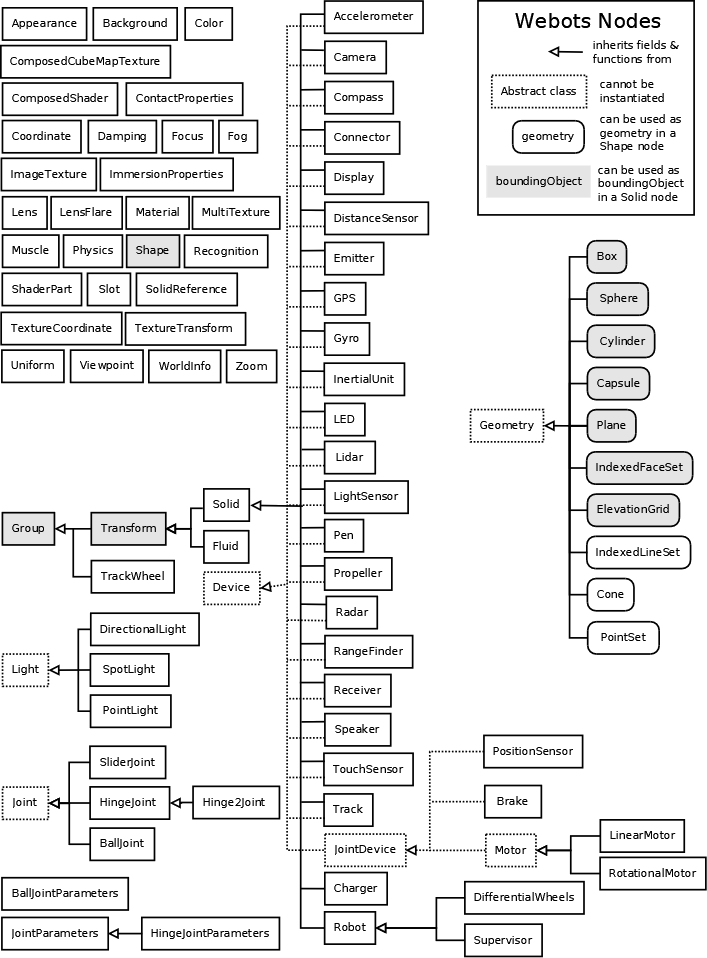 Appearance
Background
Color
ComposedCubeMapTexture
ComposedShader
ContactProperties
Coordinate
Damping
Focus
Fog
ImageTexture
ImmersionProperties
Lens
LensFlare
Material
MultiTexture
Muscle
Physics
Shape
Recognition
ShaderPart
Slot
SolidReference
TextureCoordinate
TextureTransform
Uniform
Viewpoint
WorldInfo
Zoom
Group
Transform
Solid
Fluid
TrackWheel
Device
Light
DirectionalLight
SpotLight
PointLight
Joint
SliderJoint
HingeJoint
Hinge2Joint
BallJoint
BallJointParameters
JointParameters
HingeJointParameters
Accelerometer
Camera
Compass
Connector
Display
DistanceSensor
Emitter
GPS
Gyro
InertialUnit
LED
Lidar
LightSensor
Pen
Propeller
Radar
RangeFinder
Receiver
Speaker
TouchSensor
Track
JointDevice
Charger
Robot
PositionSensor
Brake
Motor
LinearMotor
RotationalMotor
DifferentialWheels
Supervisor
Webots Nodes
inherits fields &
functions from
Abstract class
cannot be
instantiated
geometry
can be used as
geometry in a
Shape node
boundingObject
can be used as
boundingObject
in a Solid node
Geometry
Box
Sphere
Cylinder
Capsule
Plane
IndexedFaceSet
ElevationGrid
IndexedLineSet
Cone
PointSet